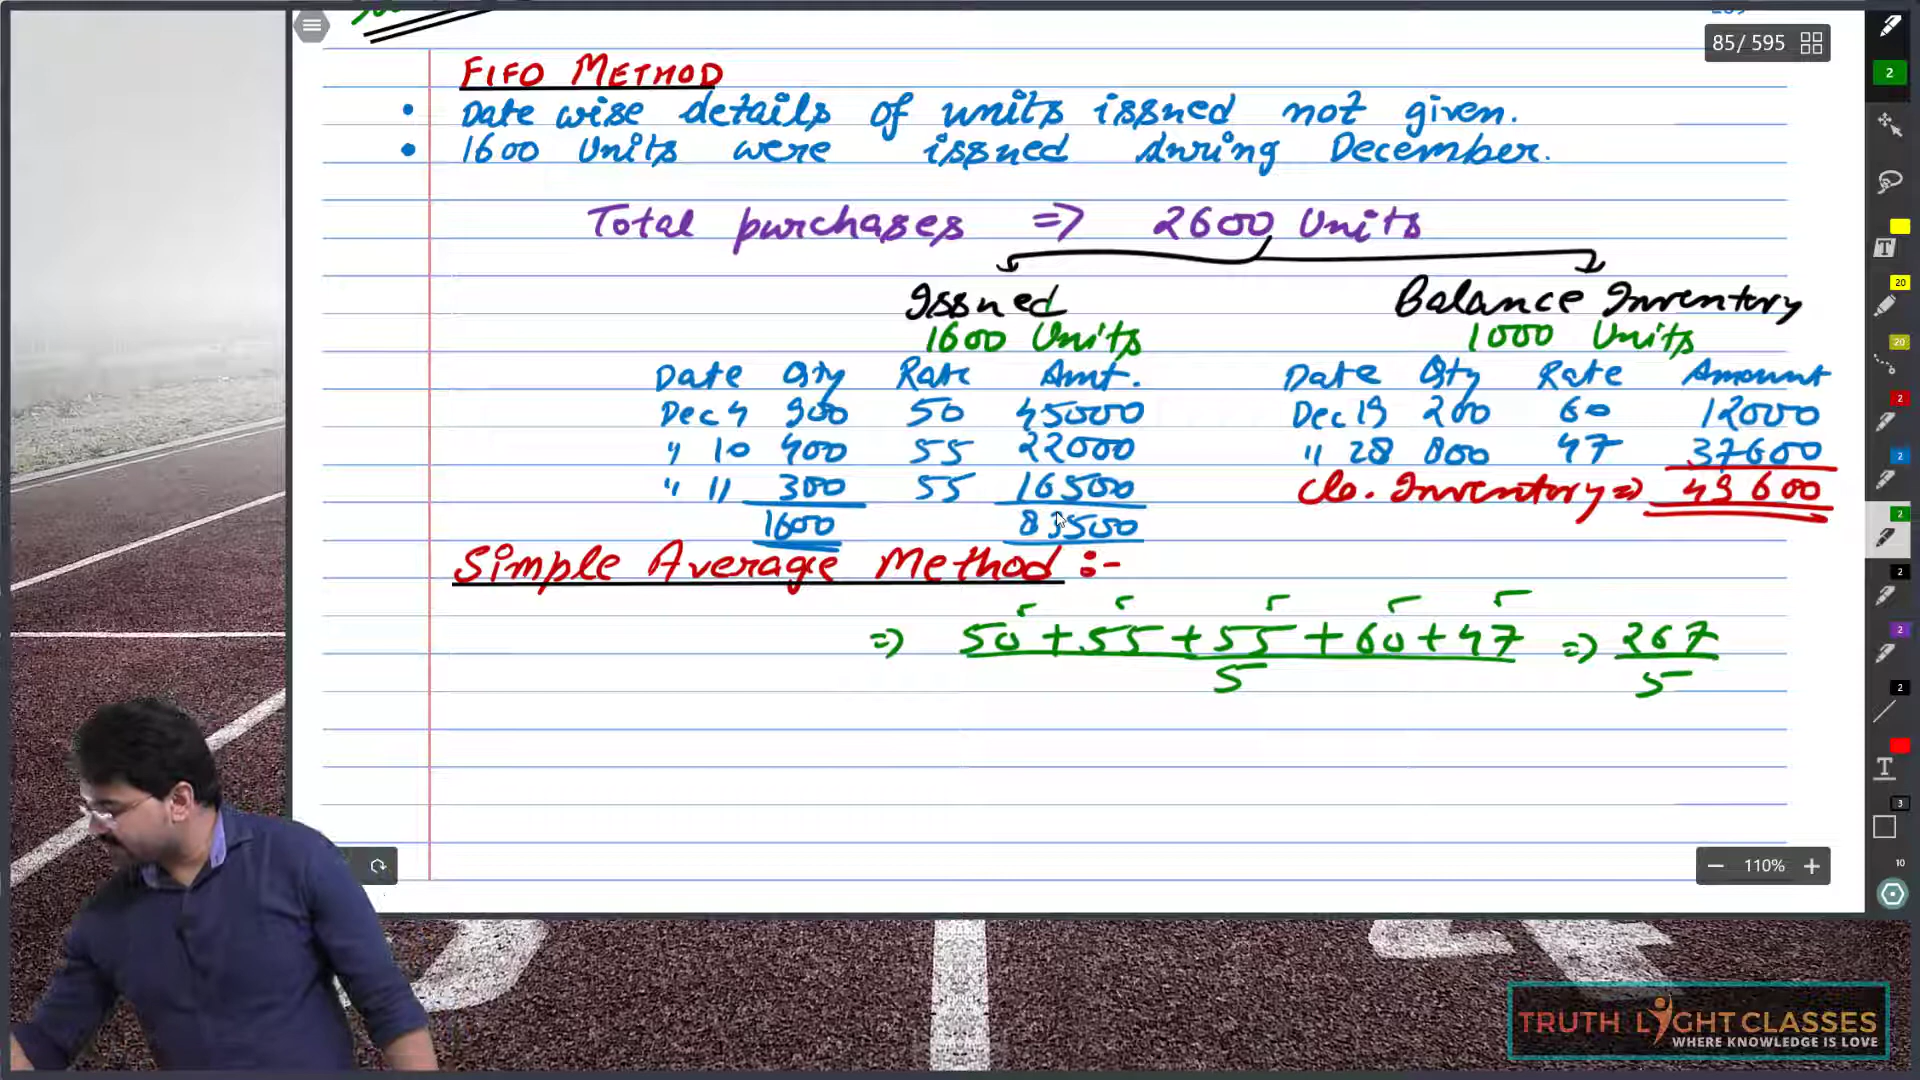 85/ 595
FIFO METHOD
• Date wise details of units issued not given.
• 1600 Units were issued during December.
Total purchases => 2600 Units
Issued
1600 Units
Date Qty Rate Amt.
Dec 4 900 50 45000
" 10 400 55 22000
" 11 300 55 16500
1600 83500
Balance Inventory
1000 Units
Date Qty Rate Amount
Dec 19 200 60 12000
" 28 800 47 37600
Clo. Inventory => 49600
Simple Average Method :-
=> 50+55+55+60+47 => 267
5 5
110%
TRUTH LIGHT CLASSES
WHERE KNOWLEDGE IS LOVE